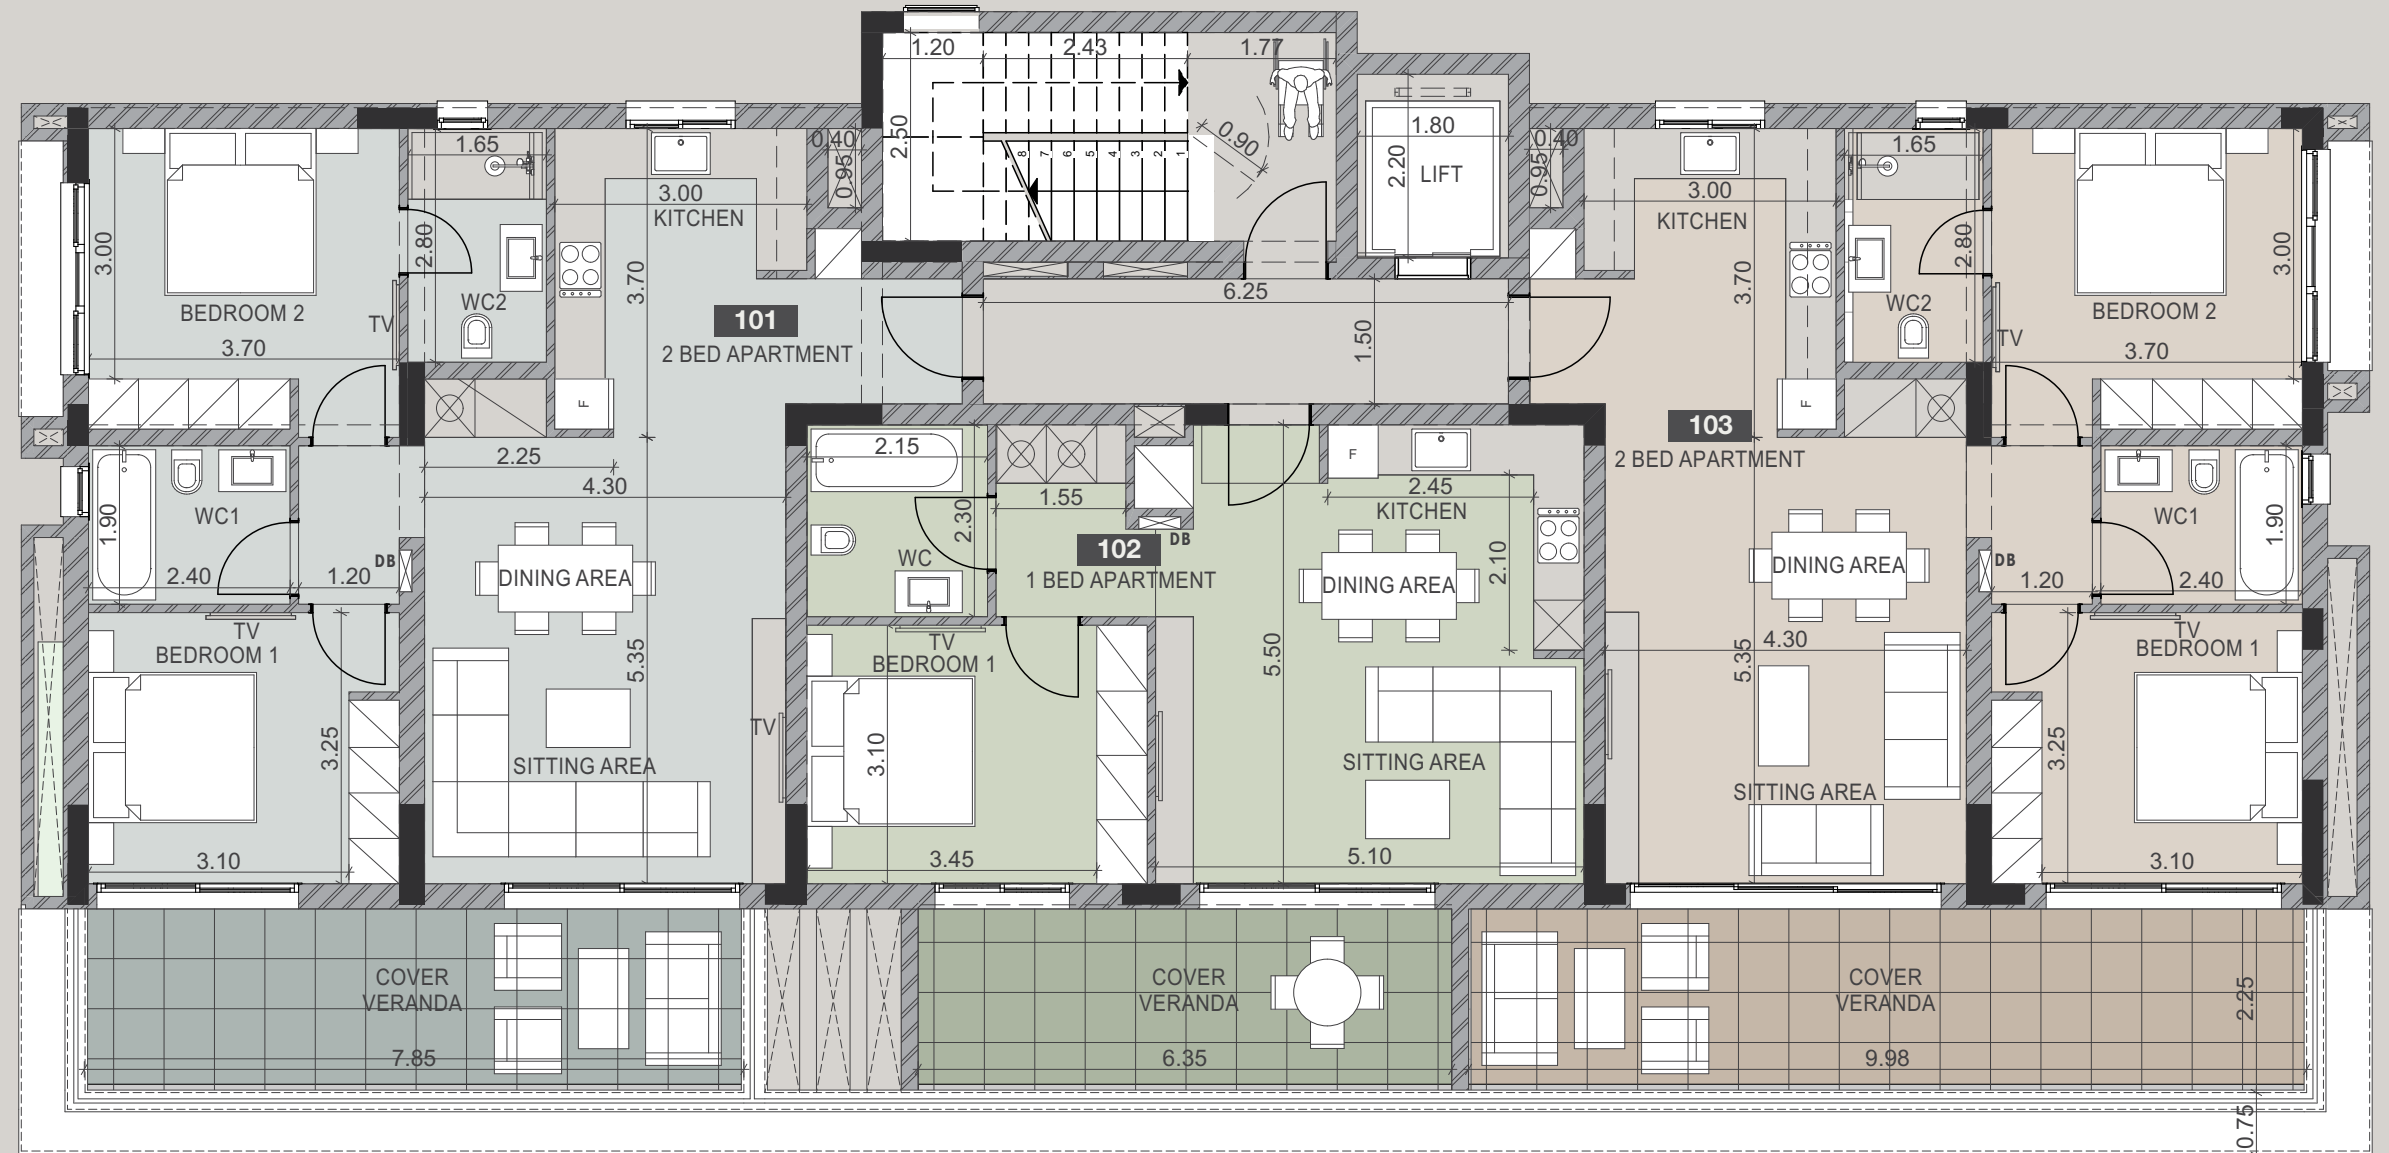 1.20
2.43
1.77
2.50
0.90
8
7
6
5
4
3
2
1
1.80
2.20
LIFT
1.65
0.40
0.95
3.00
KITCHEN
3.00
2.80
3.70
WC2
BEDROOM 2
TV
3.70
101
2 BED APARTMENT
F
6.25
1.50
0.40
0.95
3.00
KITCHEN
3.70
1.65
2.80
WC2
3.00
BEDROOM 2
TV
3.70
F
103
2 BED APARTMENT
2.25
4.30
WC1
1.90
2.40
1.20
DB
DINING AREA
TV
BEDROOM 1
5.35
3.25
TV
SITTING AREA
3.10
2.15
2.30
1.55
WC
102
DB
1 BED APARTMENT
F
2.45
KITCHEN
2.10
DINING AREA
TV
BEDROOM 1
5.50
3.10
SITTING AREA
3.45
5.10
DINING AREA
DB
1.20
2.40
WC1
1.90
4.30
5.35
TV
BEDROOM 1
3.25
SITTING AREA
3.10
COVER
VERANDA
7.85
COVER
VERANDA
6.35
COVER
VERANDA
9.98
2.25
0.75